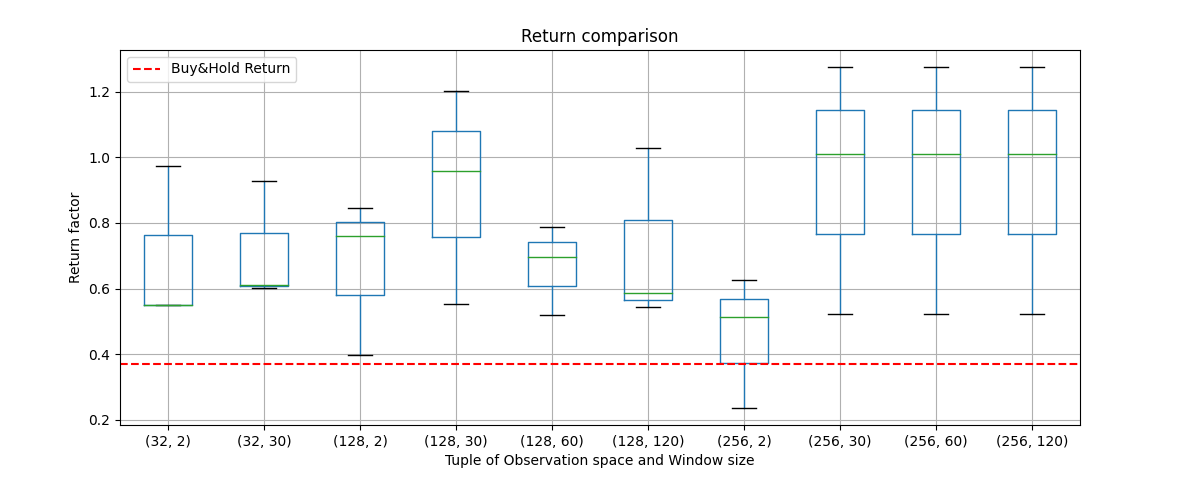 Return comparison
Buy&Hold Return
Return factor
1.2
1.0
0.8
0.6
0.4
0.2
(32, 2) (32, 30) (128, 2) (128, 30) (128, 60) (128, 120) (256, 2) (256, 30) (256, 60) (256, 120)
Tuple of Observation space and Window size